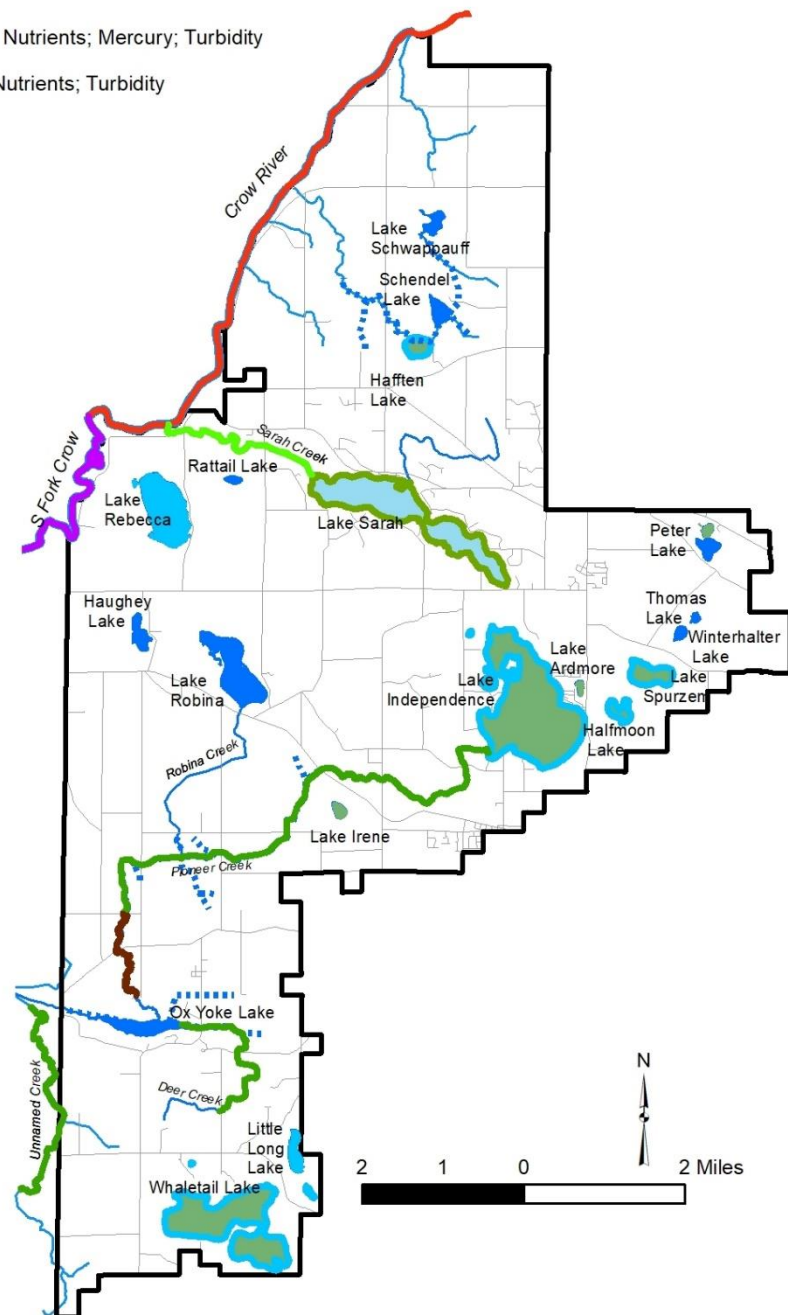 Nutrients; Mercury; Turbidity
Nutrients; Turbidity
Crow River
Lake
Schwappauff
Schendel
Lake
Hafften
Lake
S Fork Crow
Sarah Creek
Rattail Lake
Lake
Rebecca
Lake Sarah
Peter
Lake
Haughey
Lake
Thomas
Lake
Winterhalter
Lake
Lake
Robina
Lake
Ardmore
Lake
Independence
Lake
Spurzem
Halfmoon
Lake
Robina Creek
Lake Irene
Pioneer Creek
Ox Yoke Lake
Deer Creek
Unnamed Creek
Little
Long
Lake
Whaletail Lake
N
2 1 0 2 Miles